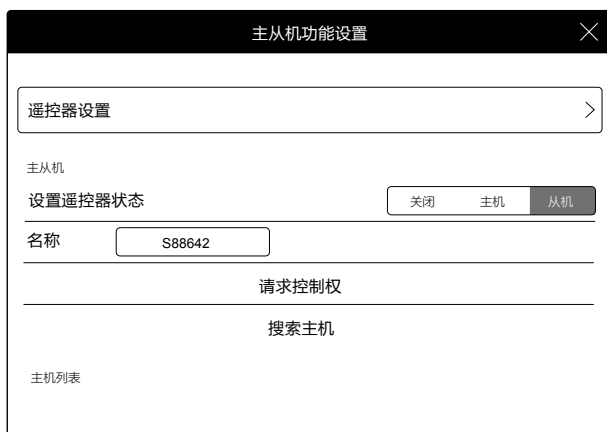 主从机功能设置
遥控器设置
主从机
设置遥控器状态 关闭 主机 从机
名称 S88642
请求控制权
搜索主机
主机列表